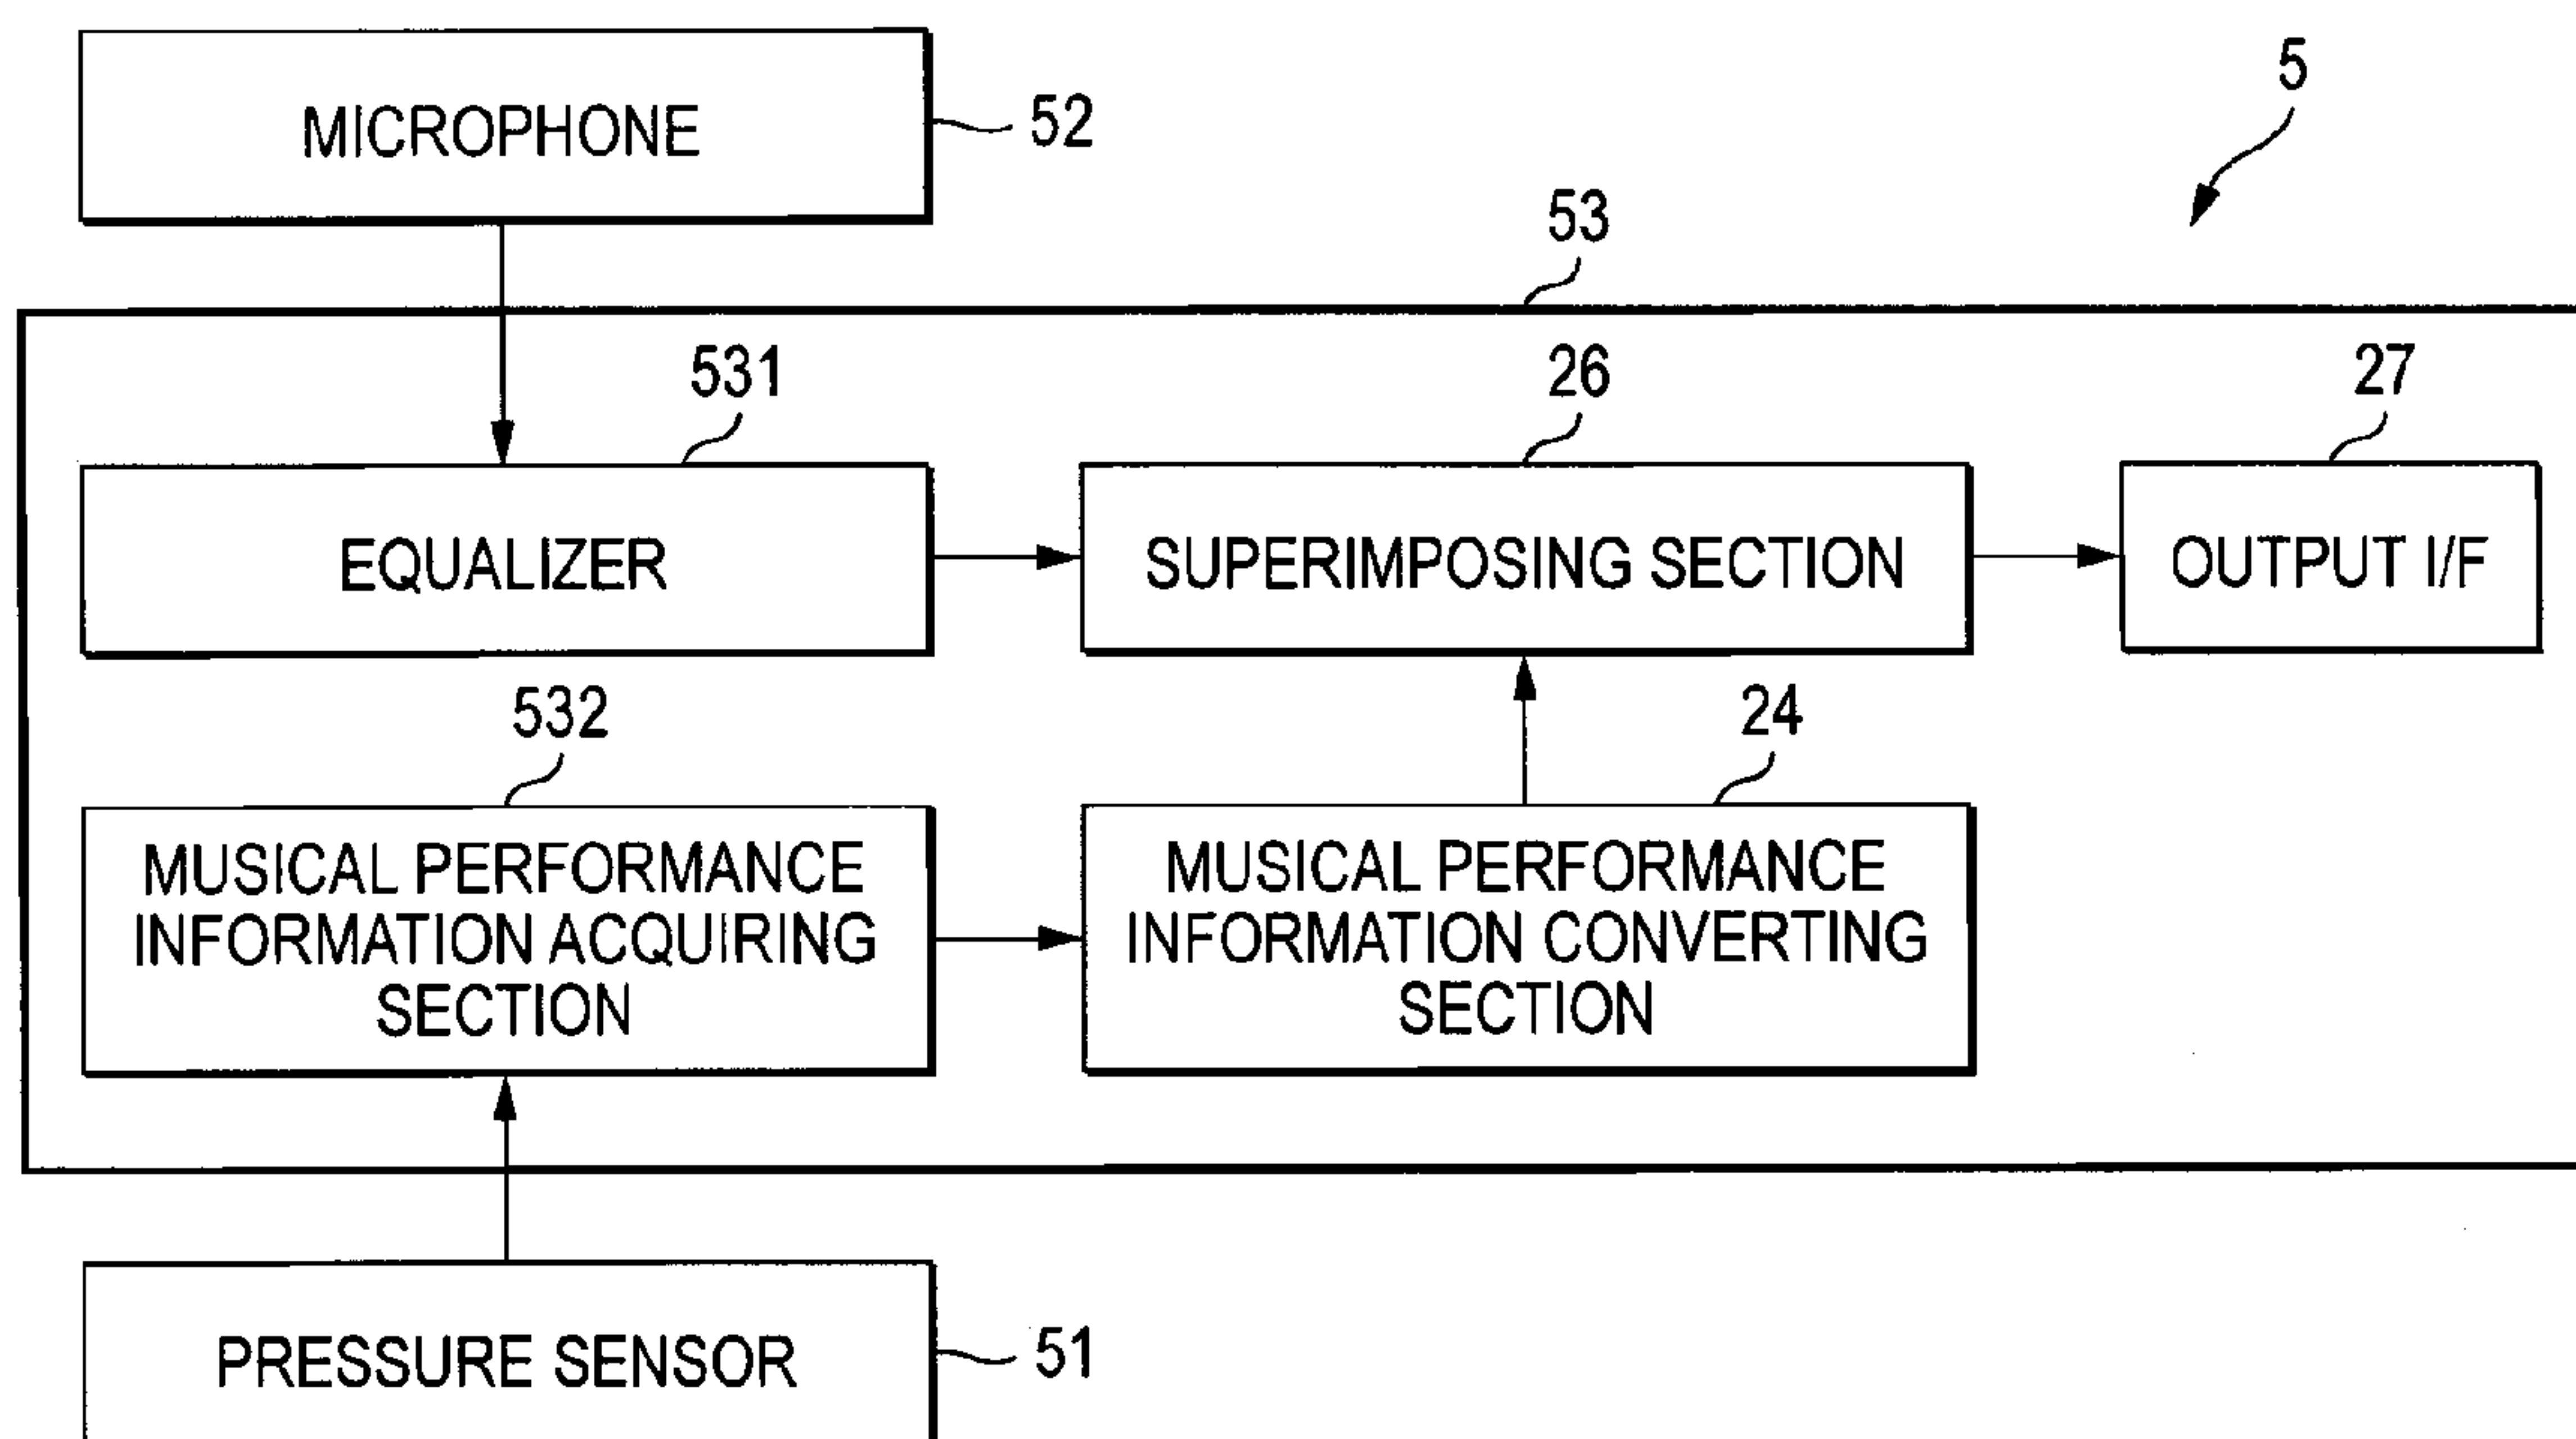 MICROPHONE
52
5
53
531
26
27
EQUALIZER
SUPERIMPOSING SECTION
OUTPUT I/F
532
24
MUSICAL PERFORMANCE
INFORMATION ACQUIRING
SECTION
MUSICAL PERFORMANCE
INFORMATION CONVERTING
SECTION
PRESSURE SENSOR
51